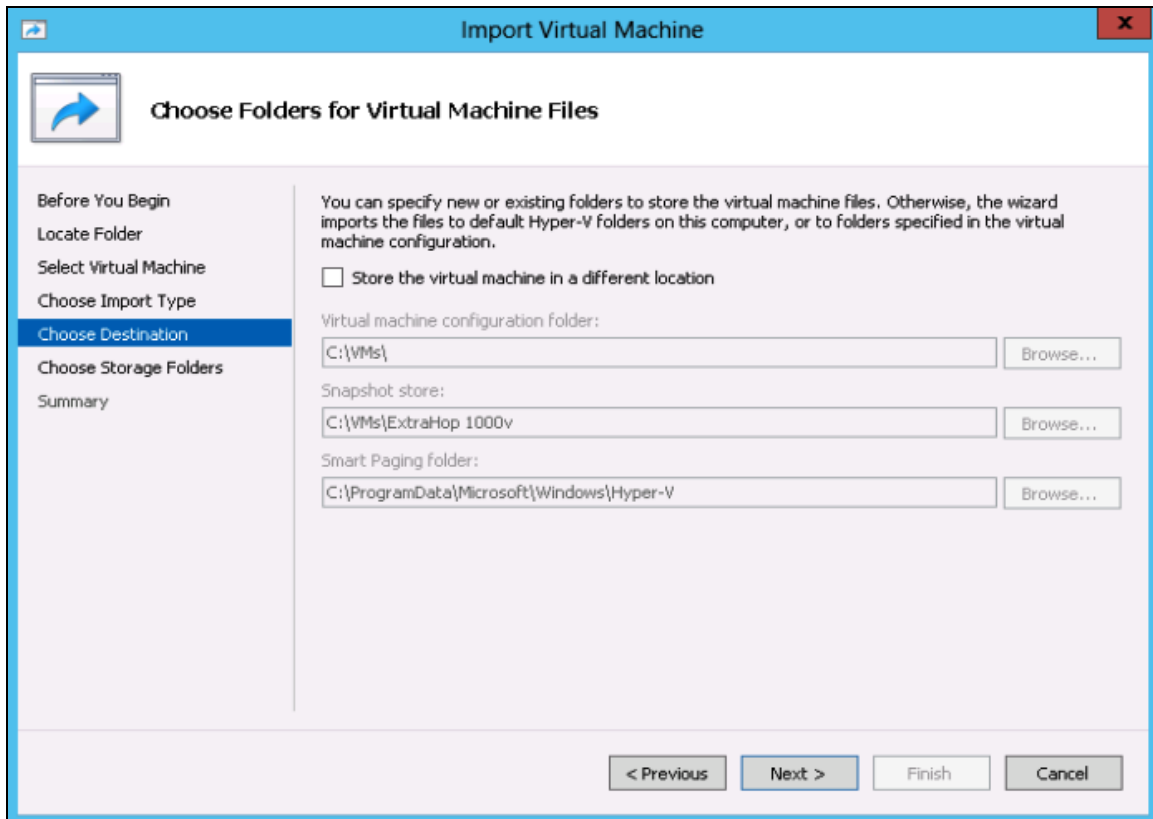 Import Virtual Machine
x
Choose Folders for Virtual Machine Files
Before You Begin
Locate Folder
Select Virtual Machine
Choose Import Type
Choose Destination
Choose Storage Folders
Summary
You can specify new or existing folders to store the virtual machine files. Otherwise, the wizard
imports the files to default Hyper-V folders on this computer, or to folders specified in the virtual
machine configuration.
Store the virtual machine in a different location
Virtual machine configuration folder:
C:\VMs\
Browse...
Snapshot store:
C:\VMs\ExtraHop 1000v
Browse...
Smart Paging folder:
C:\ProgramData\Microsoft\Windows\Hyper-V
Browse...
< Previous
Next >
Finish
Cancel